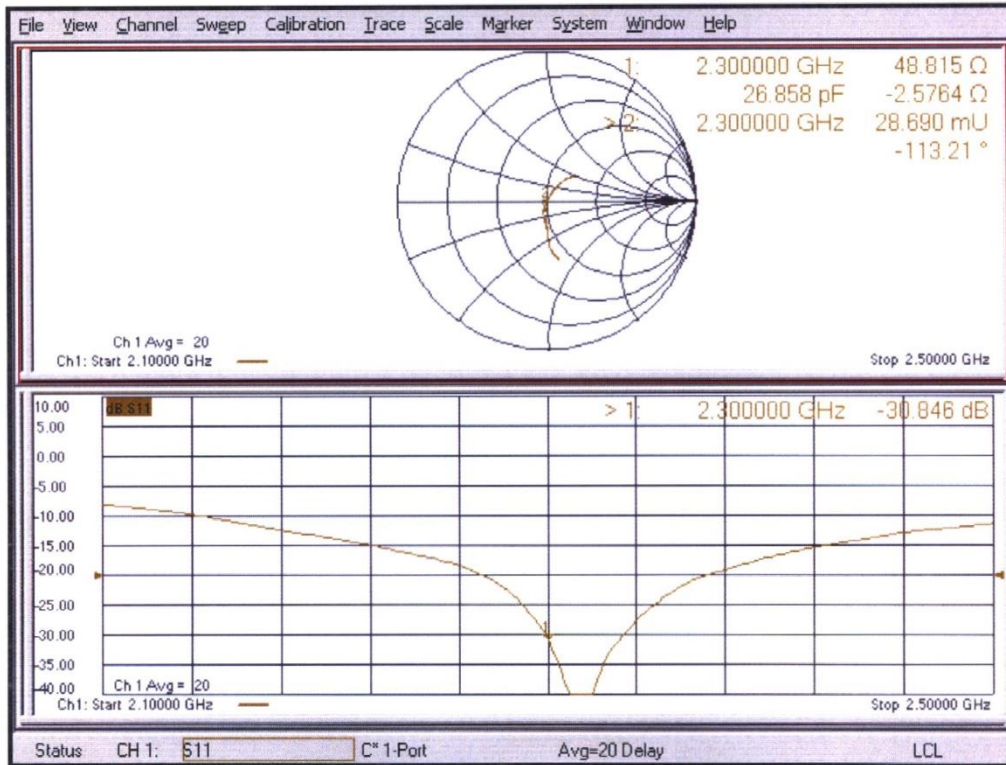 File View Channel Sweep Calibration Trace Scale Marker System Window Help
1: 2.300000 GHz 48.815 Ω
26.858 pF -2.5764 Ω
> 2: 2.300000 GHz 28.690 mU
-113.21 °
Ch 1 Avg = 20
Ch1: Start 2.10000 GHz Stop 2.50000 GHz
10.00 dB S11 > 1: 2.300000 GHz -30.846 dB
5.00
0.00
-5.00
-10.00
-15.00
-20.00
-25.00
-30.00 1
-35.00
-40.00 Ch 1 Avg = 20
Ch1: Start 2.10000 GHz Stop 2.50000 GHz
Status CH 1: S11 C* 1-Port Avg=20 Delay LCL